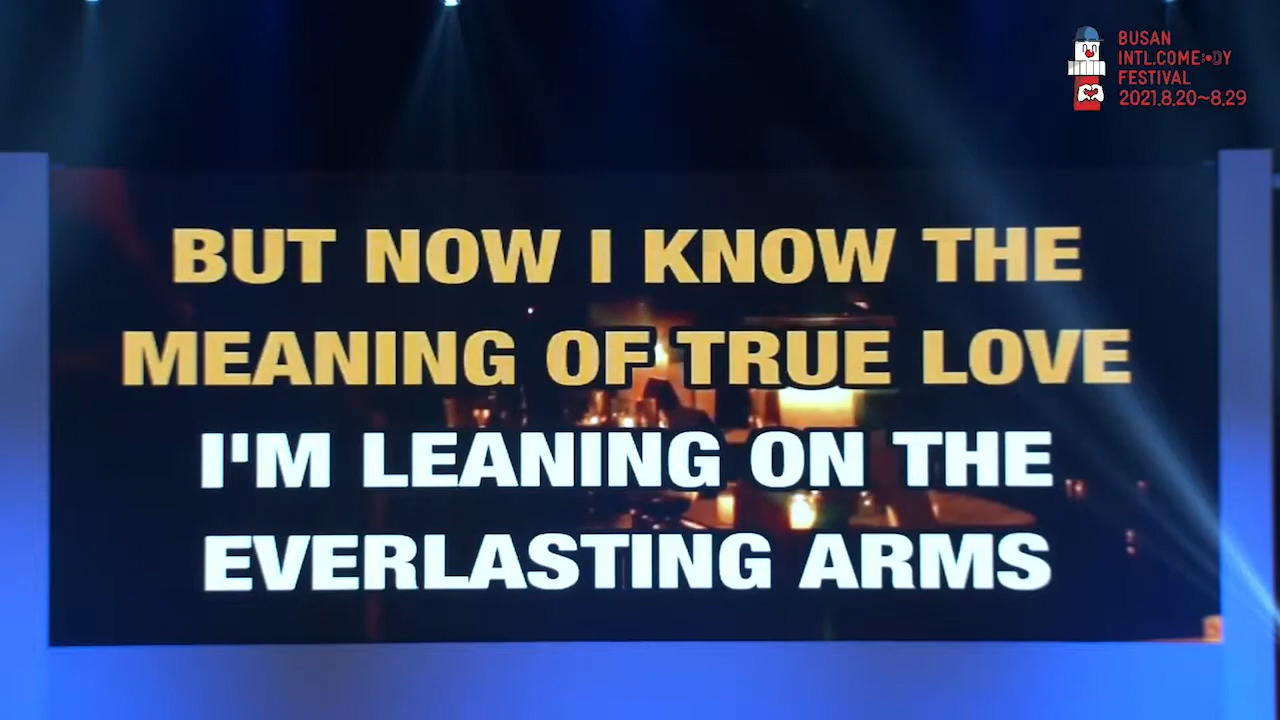 BUSAN
INTL.COME:•DY
FESTIVAL
2021.8.20~8.29
BUT NOW I KNOW THE
MEANING OF TRUE LOVE
I'M LEANING ON THE
EVERLASTING ARMS